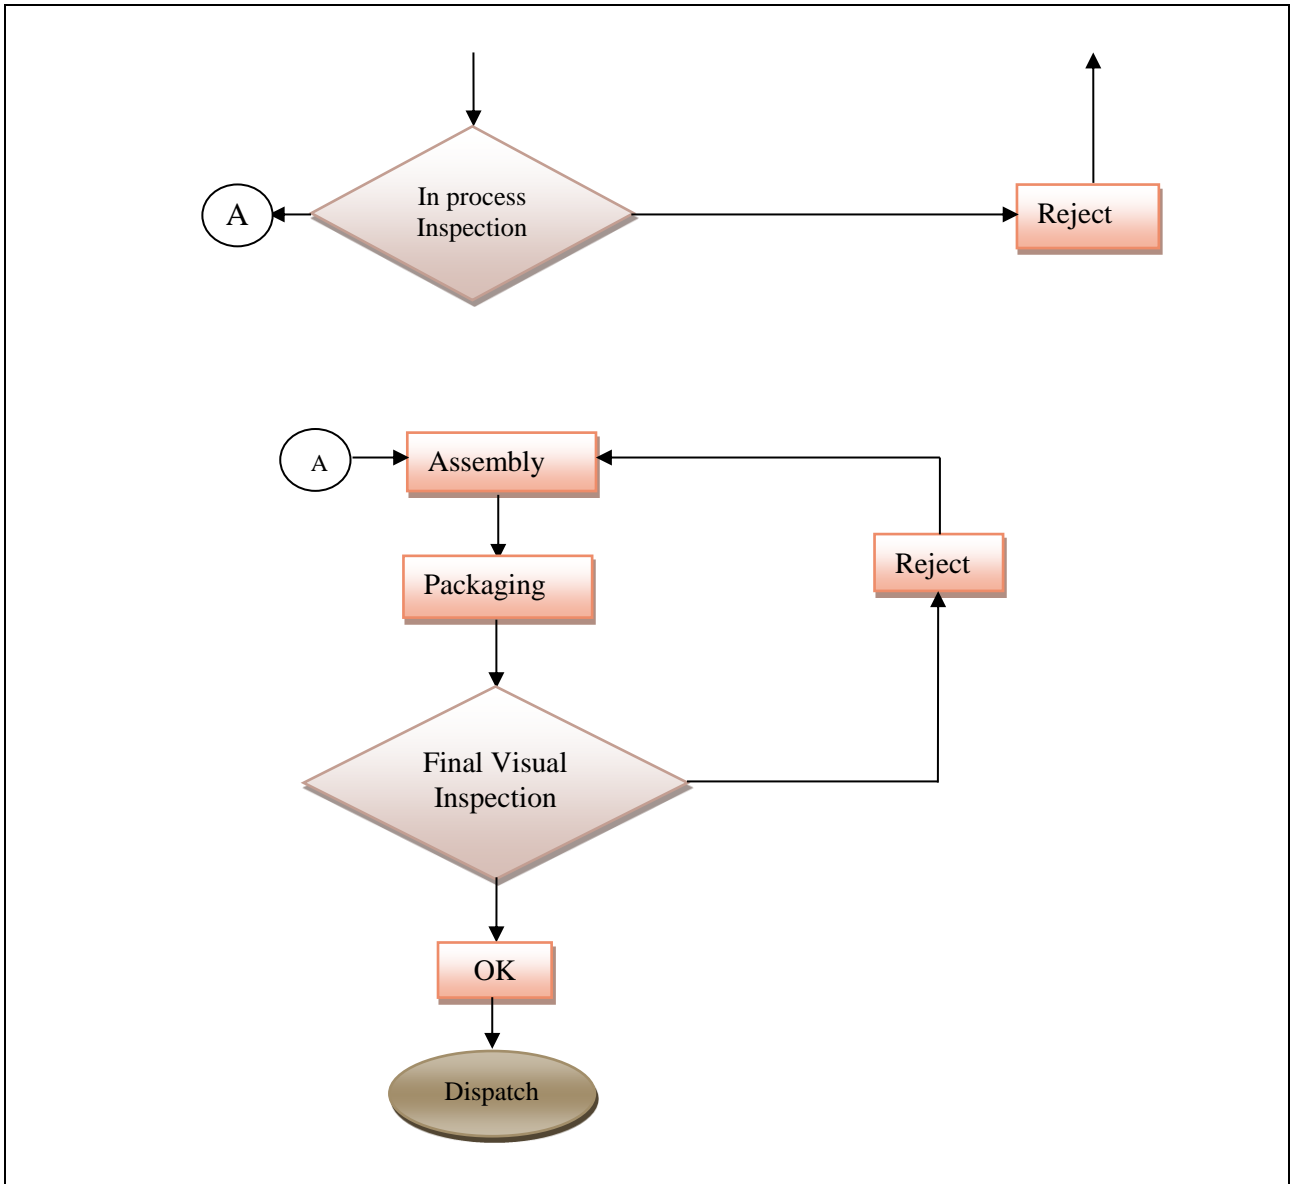 In process
Inspection
A
Reject
A
Assembly
Packaging
Reject
Final Visual
Inspection
OK
Dispatch